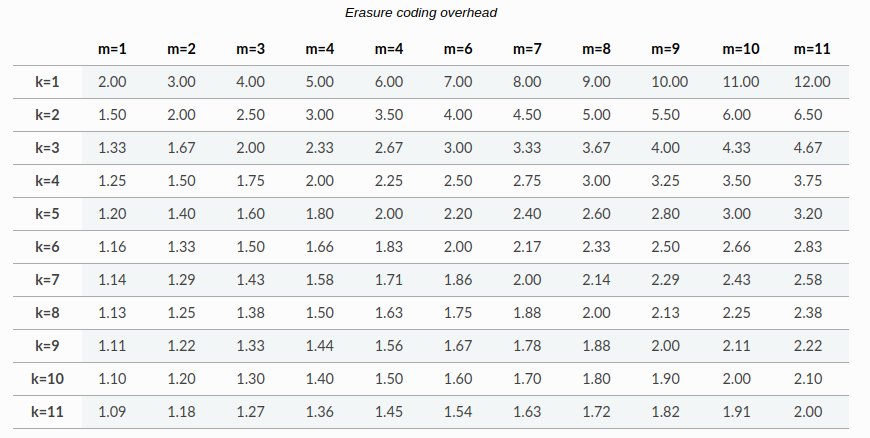 Erasure coding overhead
m=1 m=2 m=3 m=4 m=4 m=6 m=7 m=8 m=9 m=10 m=11
k=1 2.00 3.00 4.00 5.00 6.00 7.00 8.00 9.00 10.00 11.00 12.00
k=2 1.50 2.00 2.50 3.00 3.50 4.00 4.50 5.00 5.50 6.00 6.50
k=3 1.33 1.67 2.00 2.33 2.67 3.00 3.33 3.67 4.00 4.33 4.67
k=4 1.25 1.50 1.75 2.00 2.25 2.50 2.75 3.00 3.25 3.50 3.75
k=5 1.20 1.40 1.60 1.80 2.00 2.20 2.40 2.60 2.80 3.00 3.20
k=6 1.16 1.33 1.50 1.66 1.83 2.00 2.17 2.33 2.50 2.66 2.83
k=7 1.14 1.29 1.43 1.58 1.71 1.86 2.00 2.14 2.29 2.43 2.58
k=8 1.13 1.25 1.38 1.50 1.63 1.75 1.88 2.00 2.13 2.25 2.38
k=9 1.11 1.22 1.33 1.44 1.56 1.67 1.78 1.88 2.00 2.11 2.22
k=10 1.10 1.20 1.30 1.40 1.50 1.60 1.70 1.80 1.90 2.00 2.10
k=11 1.09 1.18 1.27 1.36 1.45 1.54 1.63 1.72 1.82 1.91 2.00